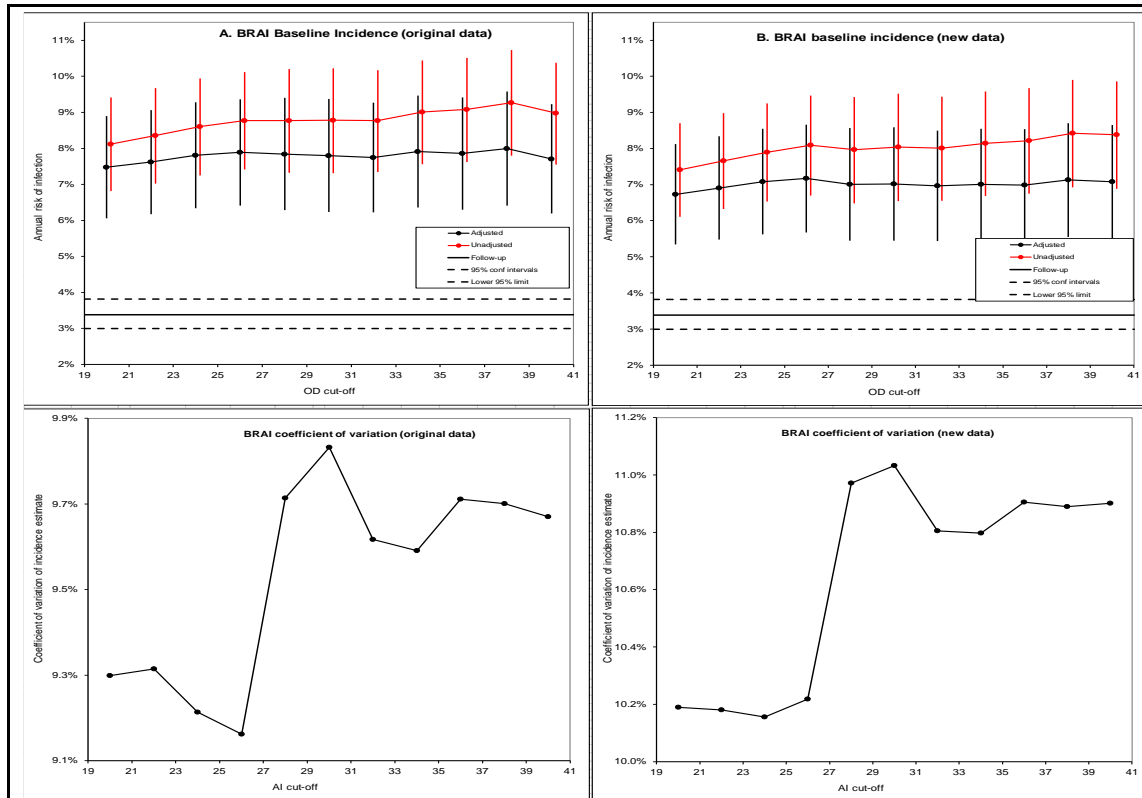 A. BRAI Baseline Incidence (original data)
Annual risk of infection
11%
10%
9%
8%
7%
6%
5%
4%
3%
2%
Adjusted
Unadjusted
Follow-up
95% conf intervals
Lower 95% limit
19 21 23 25 27 29 31 33 35 37 39 41
OD cut-off
B. BRAI baseline incidence (new data)
Annual risk of infection
11%
10%
9%
8%
7%
6%
5%
4%
3%
2%
Adjusted
Unadjusted
Follow-up
95% conf intervals
Lower 95% limit
19 21 23 25 27 29 31 33 35 37 39 41
OD cut-off
BRAI coefficient of variation (original data)
Coefficient of variation of incidence estimate
9.9%
9.7%
9.5%
9.3%
9.1%
19 21 23 25 27 29 31 33 35 37 39 41
AI cut-off
BRAI coefficient of variation (new data)
Coefficient of variation of incidence estimate
11.2%
11.0%
10.8%
10.6%
10.4%
10.2%
10.0%
19 21 23 25 27 29 31 33 35 37 39 41
AI cut-off